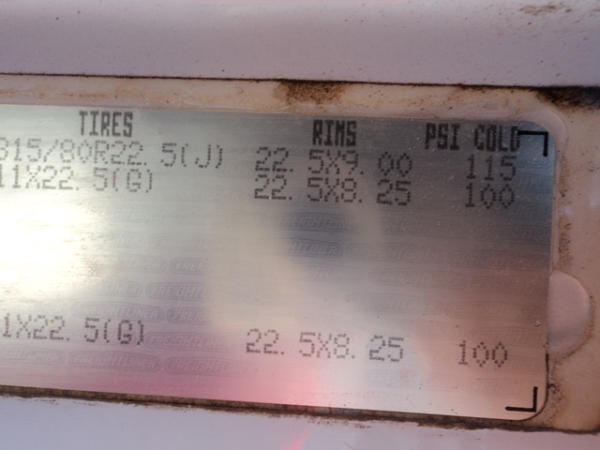 TIRES RIMS PSI COLD
315/80R22.5(J) 22.5X9.00 115
11X22.5(G) 22.5X8.25 100
1X22.5(G) 22.5X8.25 100